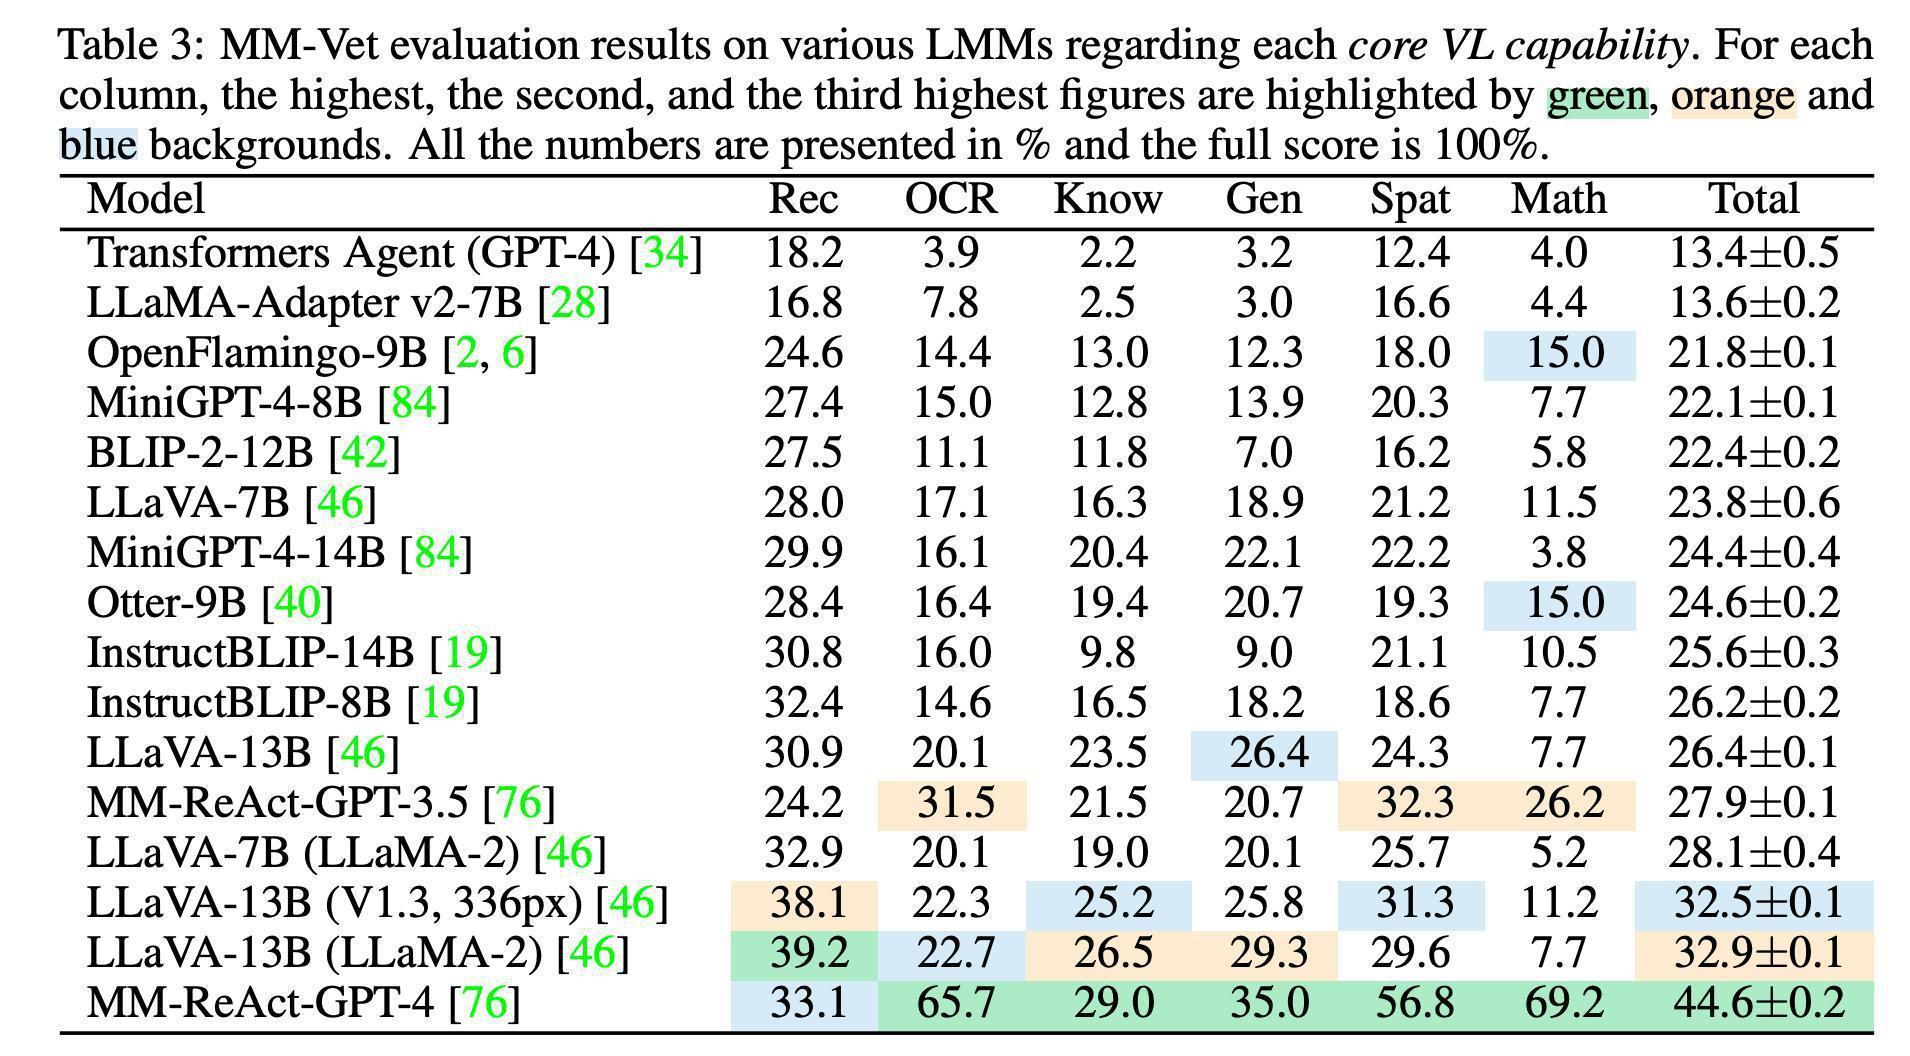 Table 3: MM-Vet evaluation results on various LMMs regarding each core VL capability. For each
column, the highest, the second, and the third highest figures are highlighted by green, orange and
blue backgrounds. All the numbers are presented in % and the full score is 100%.
Model Rec OCR Know Gen Spat Math Total
Transformers Agent (GPT-4) [34] 18.2 3.9 2.2 3.2 12.4 4.0 13.4±0.5
LLaMA-Adapter v2-7B [28] 16.8 7.8 2.5 3.0 16.6 4.4 13.6±0.2
OpenFlamingo-9B [2, 6] 24.6 14.4 13.0 12.3 18.0 15.0 21.8±0.1
MiniGPT-4-8B [84] 27.4 15.0 12.8 13.9 20.3 7.7 22.1±0.1
BLIP-2-12B [42] 27.5 11.1 11.8 7.0 16.2 5.8 22.4±0.2
LLaVA-7B [46] 28.0 17.1 16.3 18.9 21.2 11.5 23.8±0.6
MiniGPT-4-14B [84] 29.9 16.1 20.4 22.1 22.2 3.8 24.4±0.4
Otter-9B [40] 28.4 16.4 19.4 20.7 19.3 15.0 24.6±0.2
InstructBLIP-14B [19] 30.8 16.0 9.8 9.0 21.1 10.5 25.6±0.3
InstructBLIP-8B [19] 32.4 14.6 16.5 18.2 18.6 7.7 26.2±0.2
LLaVA-13B [46] 30.9 20.1 23.5 26.4 24.3 7.7 26.4±0.1
MM-ReAct-GPT-3.5 [76] 24.2 31.5 21.5 20.7 32.3 26.2 27.9±0.1
LLaVA-7B (LLaMA-2) [46] 32.9 20.1 19.0 20.1 25.7 5.2 28.1±0.4
LLaVA-13B (V1.3, 336px) [46] 38.1 22.3 25.2 25.8 31.3 11.2 32.5±0.1
LLaVA-13B (LLaMA-2) [46] 39.2 22.7 26.5 29.3 29.6 7.7 32.9±0.1
MM-ReAct-GPT-4 [76] 33.1 65.7 29.0 35.0 56.8 69.2 44.6±0.2